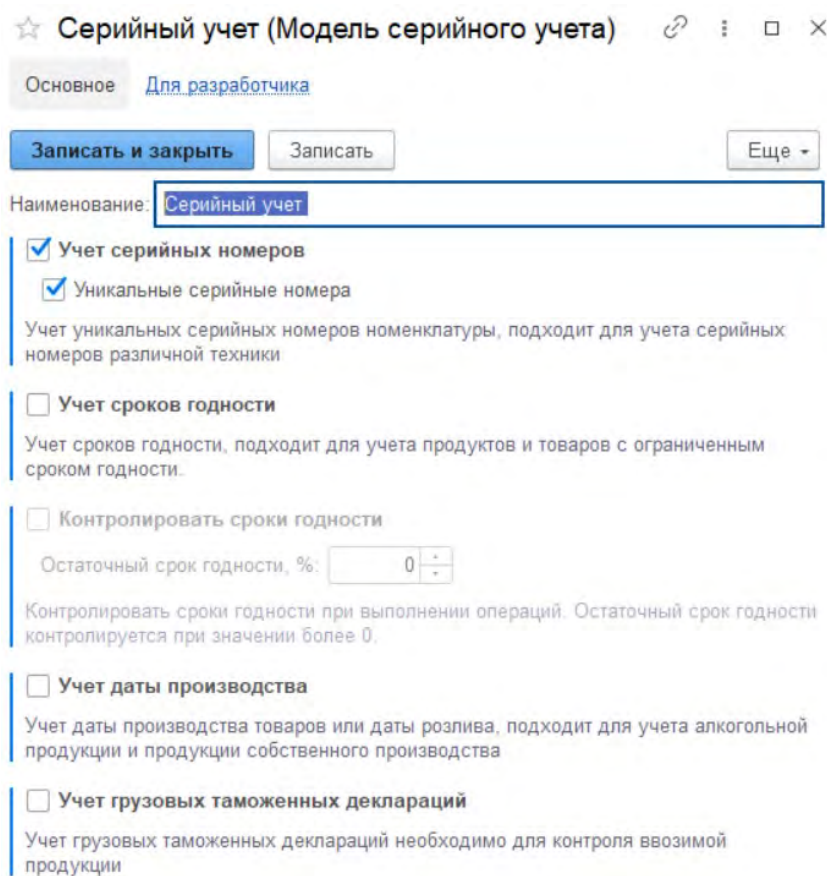 Серийный учет (Модель серийного учета)
Основное Для разработчика
Записать и закрыть Записать Еще
Наименование: Серийный учет
Учет серийных номеров
Уникальные серийные номера
Учет уникальных серийных номеров номенклатуры, подходит для учета серийных
номеров различной техники
Учет сроков годности
Учет сроков годности, подходит для учета продуктов и товаров с ограниченным
сроком годности.
Контролировать сроки годности
Остаточный срок годности, %: 0
Контролировать сроки годности при выполнении операций. Остаточный срок годности
контролируется при значении более 0.
Учет даты производства
Учет даты производства товаров или даты розлива, подходит для учета алкогольной
продукции и продукции собственного производства
Учет грузовых таможенных деклараций
Учет грузовых таможенных деклараций необходимо для контроля ввозимой
продукции